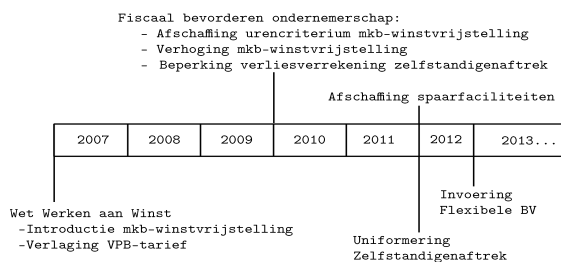 Fiscaal bevorderen ondernemerschap:
- Afschaffing urencriterium mkb-winstvrijstelling
- Verhoging mkb-winstvrijstelling
- Beperking verliesverrekening zelfstandigenaftrek
Afschaffing spaarfaciliteiten
2007 2008 2009 2010 2011 2012 2013...
Invoering
Flexibele BV
Wet Werken aan Winst
-Introductie mkb-winstvrijstelling
-Verlaging VPB-tarief
Uniformering
Zelfstandigenaftrek